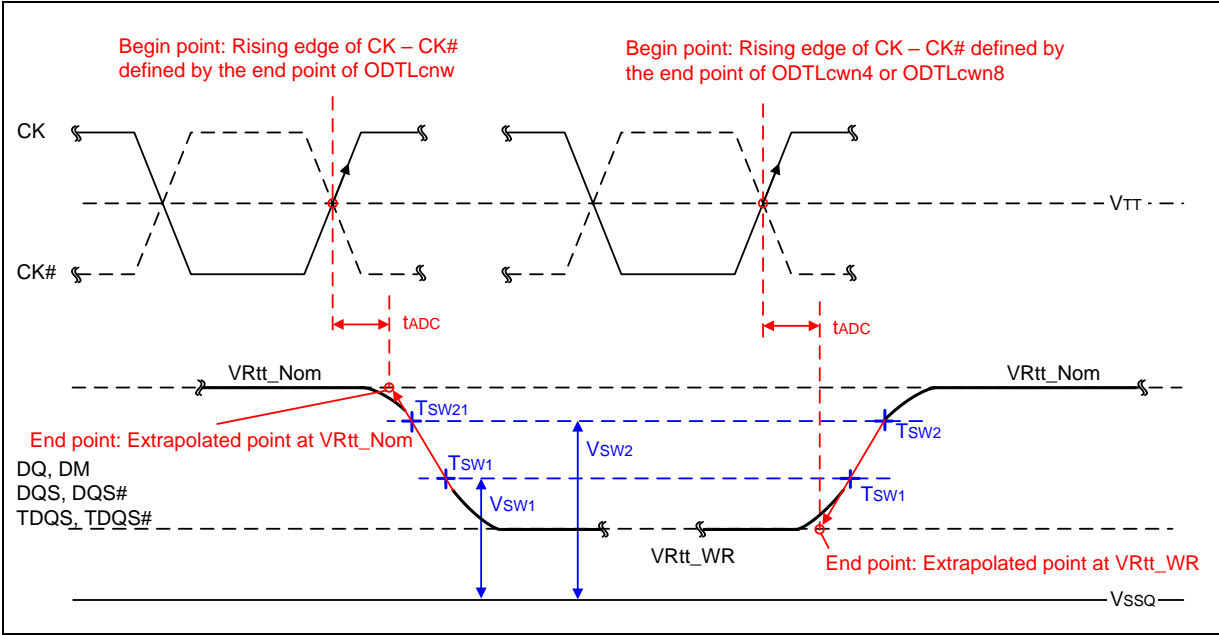 Begin point: Rising edge of CK – CK#
defined by the end point of ODTLcnw
Begin point: Rising edge of CK – CK# defined by
the end point of ODTLcwn4 or ODTLcwn8
CK
VTT
CK#
tADC
tADC
VRtt_Nom
VRtt_Nom
TSW21
TSW2
End point: Extrapolated point at VRtt_Nom
VSW2
DQ, DM
DQS, DQS#
TDQS, TDQS#
TSW1
TSW1
VSW1
VRtt_WR
End point: Extrapolated point at VRtt_WR
VSSQ